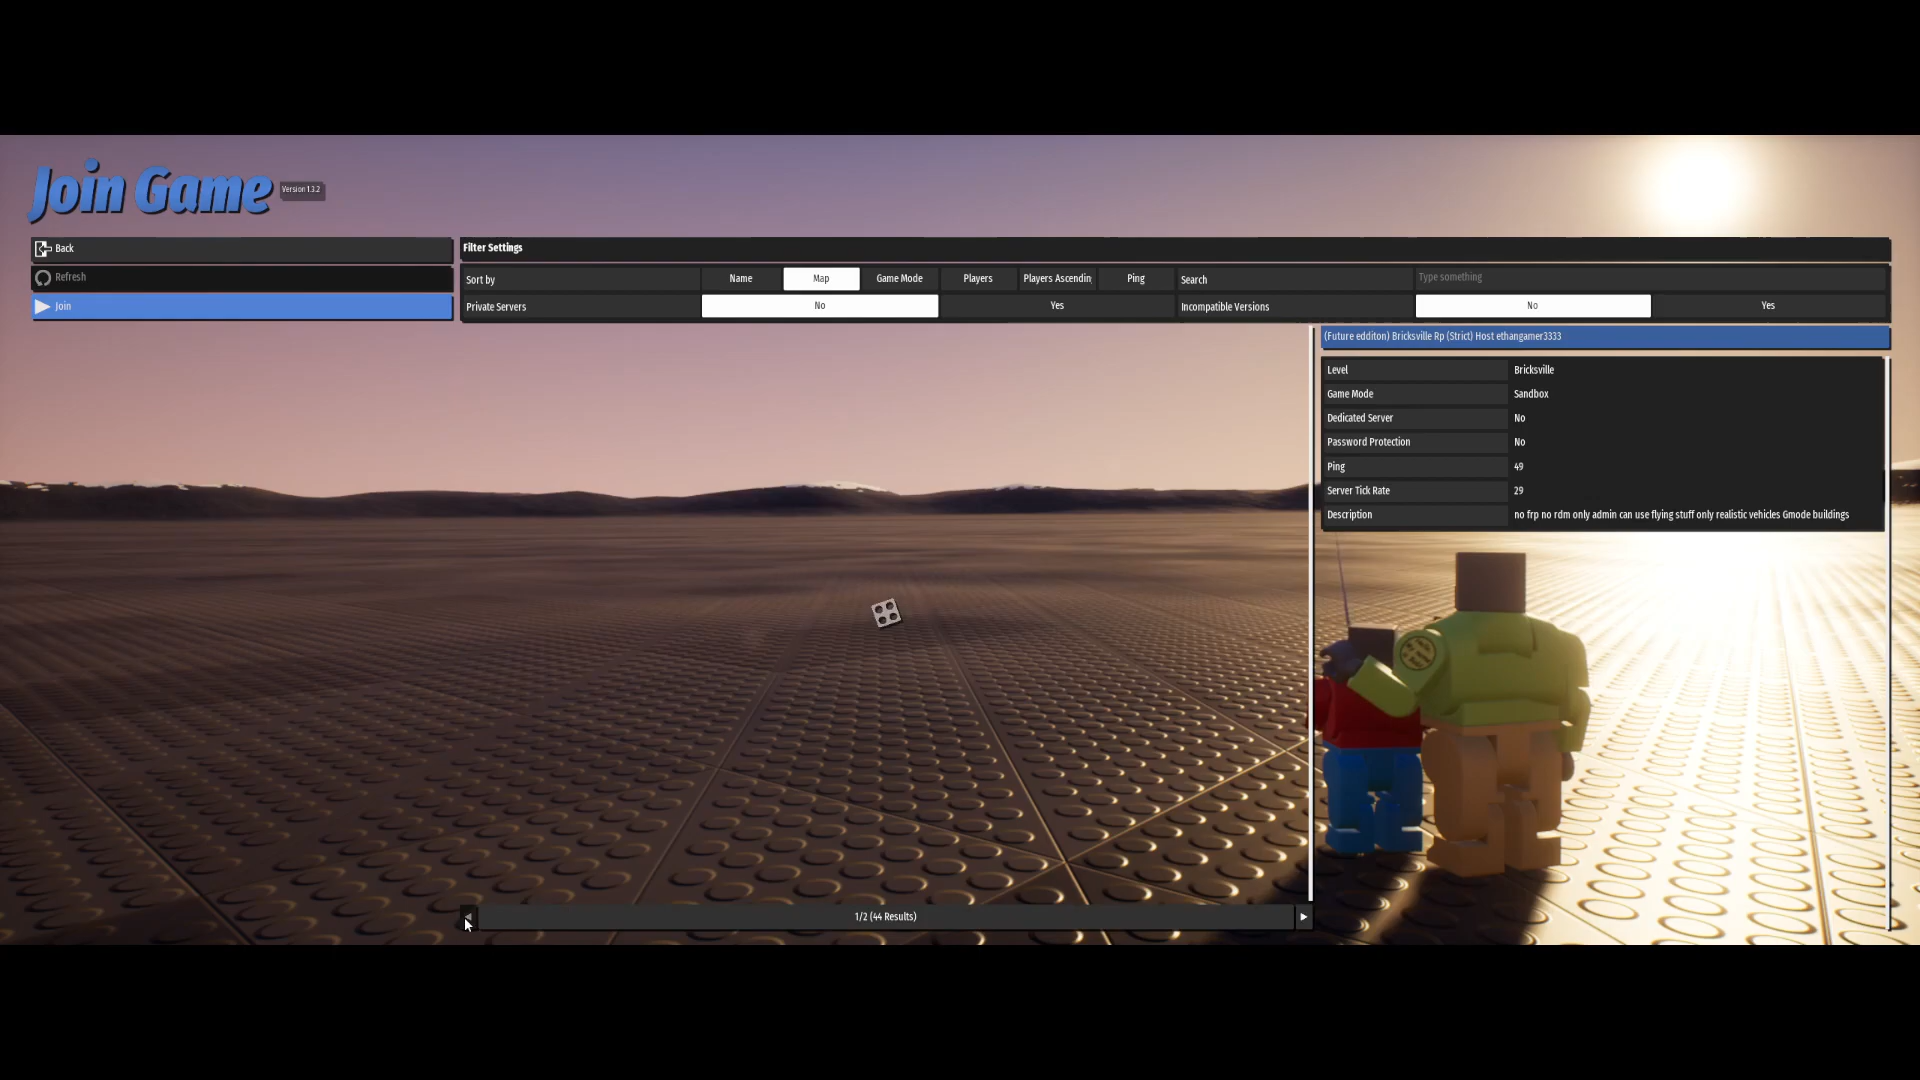 Join Game
Version 1.3.2
Back
Refresh
Join
Filter Settings
Sort by Name Map Game Mode Players Players Ascendin Ping Search Type something
Private Servers No Yes Incompatible Versions No Yes
(Future edditon) Bricksville Rp (Strict) Host ethangamer3333
Level Bricksville
Game Mode Sandbox
Dedicated Server No
Password Protection No
Ping 49
Server Tick Rate 29
Description no frp no rdm only admin can use flying stuff only realistic vehicles Gmode buildings
1/2 (44 Results)